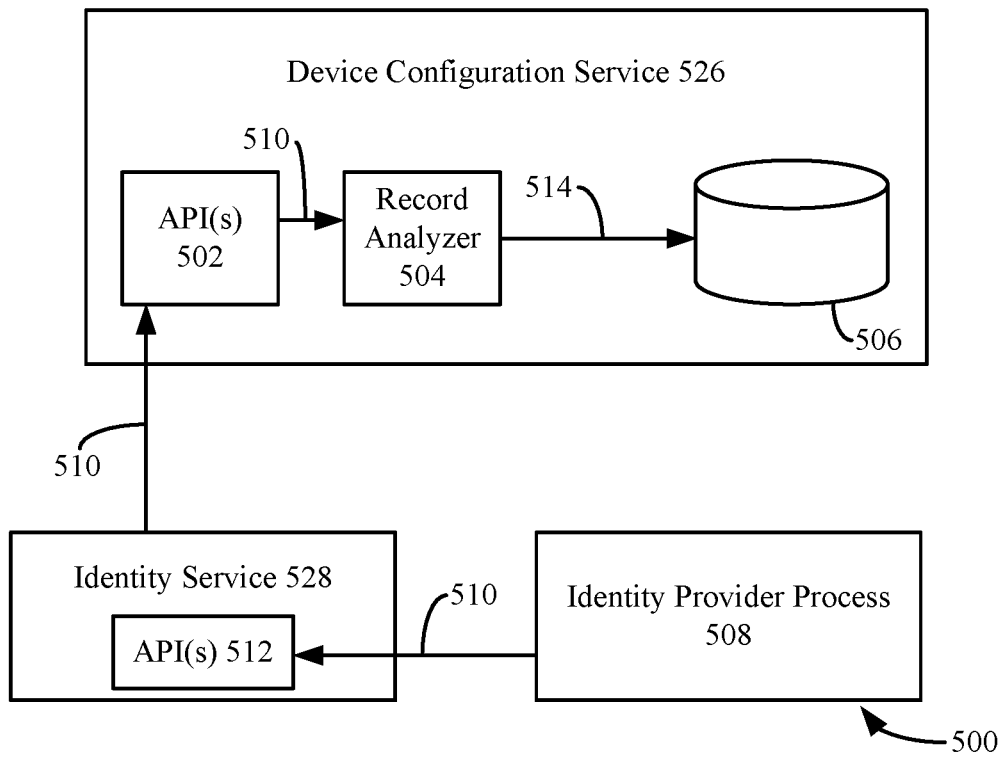 Device Configuration Service 526
510
API(s)
502
Record
Analyzer
504
514
506
510
Identity Service 528
API(s) 512
510
Identity Provider Process
508
500